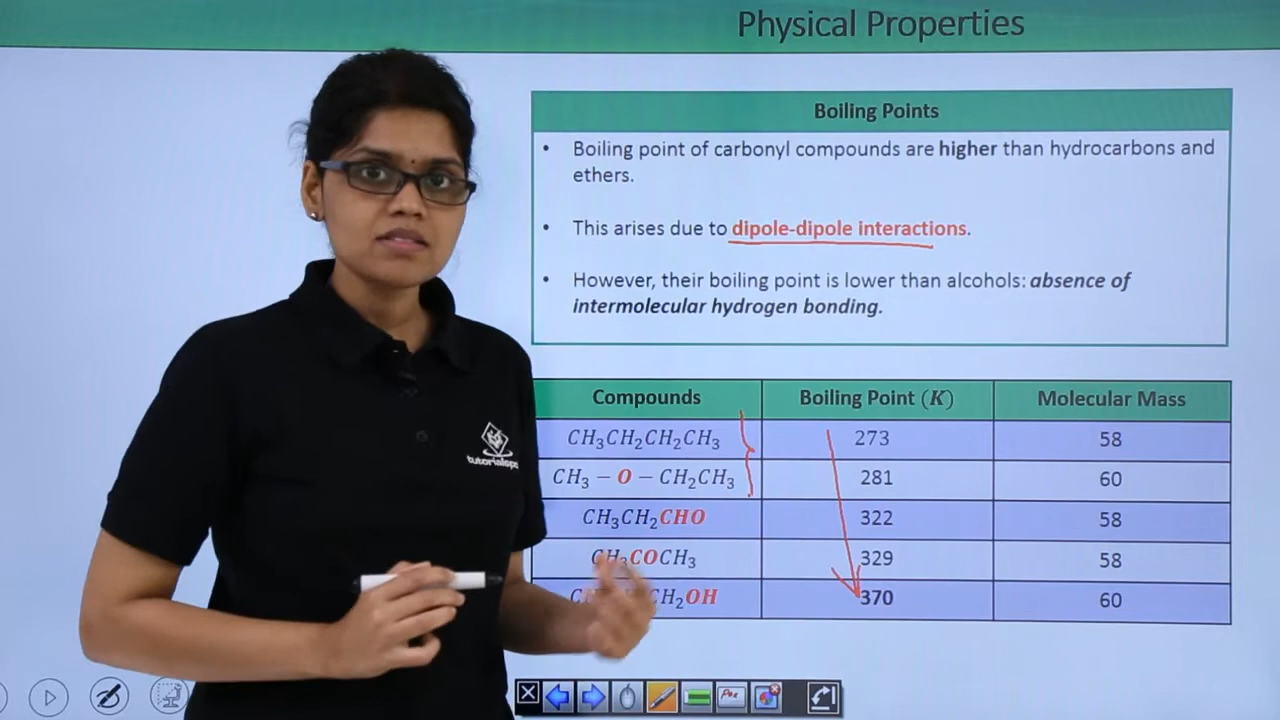 Physical Properties
Boiling Points
• Boiling point of carbonyl compounds are higher than hydrocarbons and
ethers.
• This arises due to dipole-dipole interactions.
• However, their boiling point is lower than alcohols: absence of
intermolecular hydrogen bonding.
Compounds Boiling Point (K) Molecular Mass
CH₃CH₂CH₂CH₃ 273 58
CH₃ − O − CH₂CH₃ 281 60
CH₃CH₂CHO 322 58
CH₃COCH₃ 329 58
CH₂OH 370 60